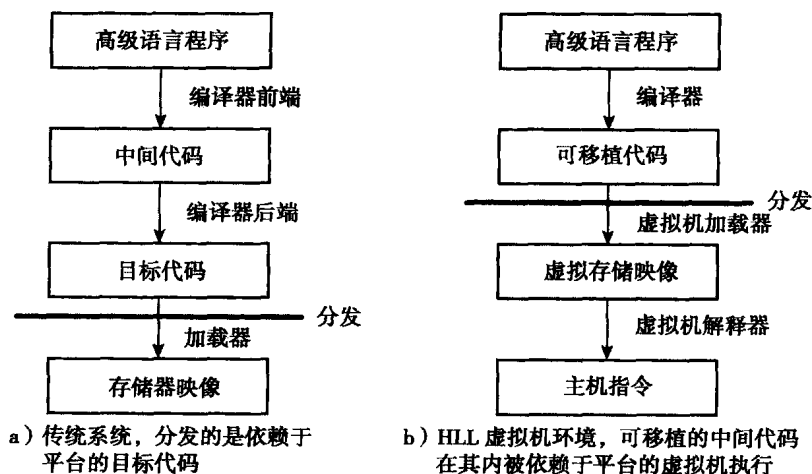 高级语言程序
编译器前端
中间代码
编译器后端
目标代码
分发
加载器
存储器映像
a)传统系统,分发的是依赖于
平台的目标代码
高级语言程序
编译器
可移植代码
分发
虚拟机加载器
虚拟存储映像
虚拟机解释器
主机指令
b)HLL 虚拟机环境,可移植的中间代码
在其内被依赖于平台的虚拟机执行